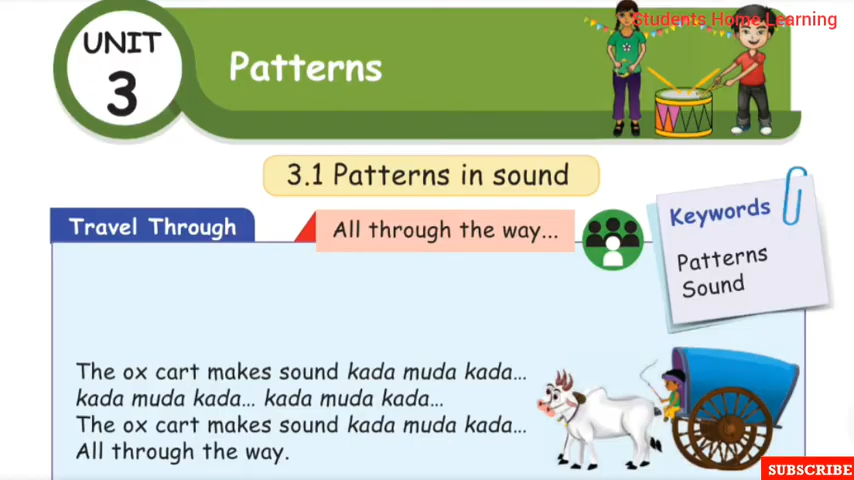 Students Home Learning
UNIT
3
Patterns
3.1 Patterns in sound
Travel Through
All through the way...
Keywords
Patterns
Sound
The ox cart makes sound kada muda kada...
kada muda kada... kada muda kada...
The ox cart makes sound kada muda kada...
All through the way.
SUBSCRIBE